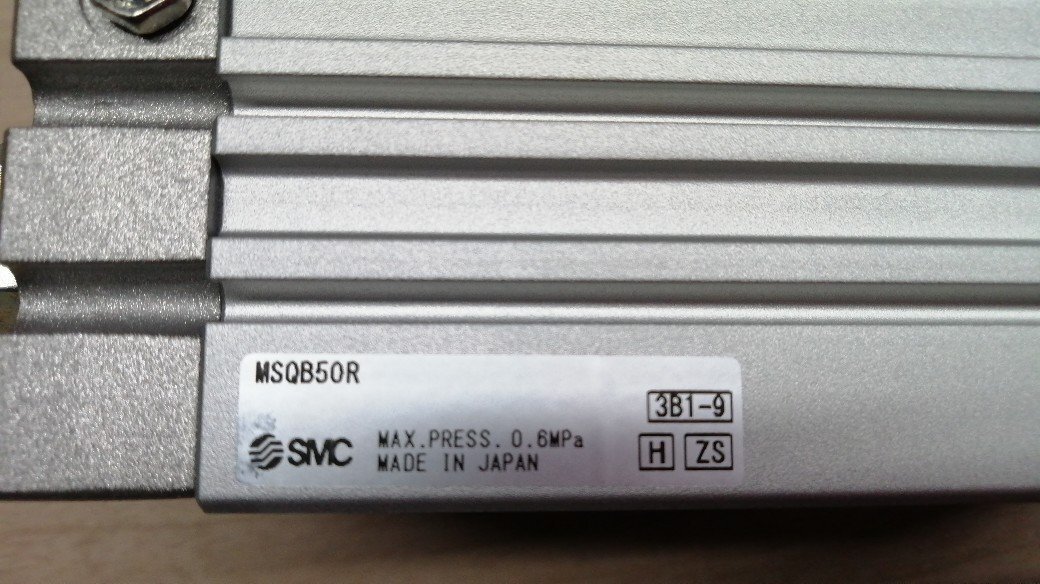 MSQB50R
3B1-9
SMC MAX.PRESS. 0.6MPa
MADE IN JAPAN
H ZS